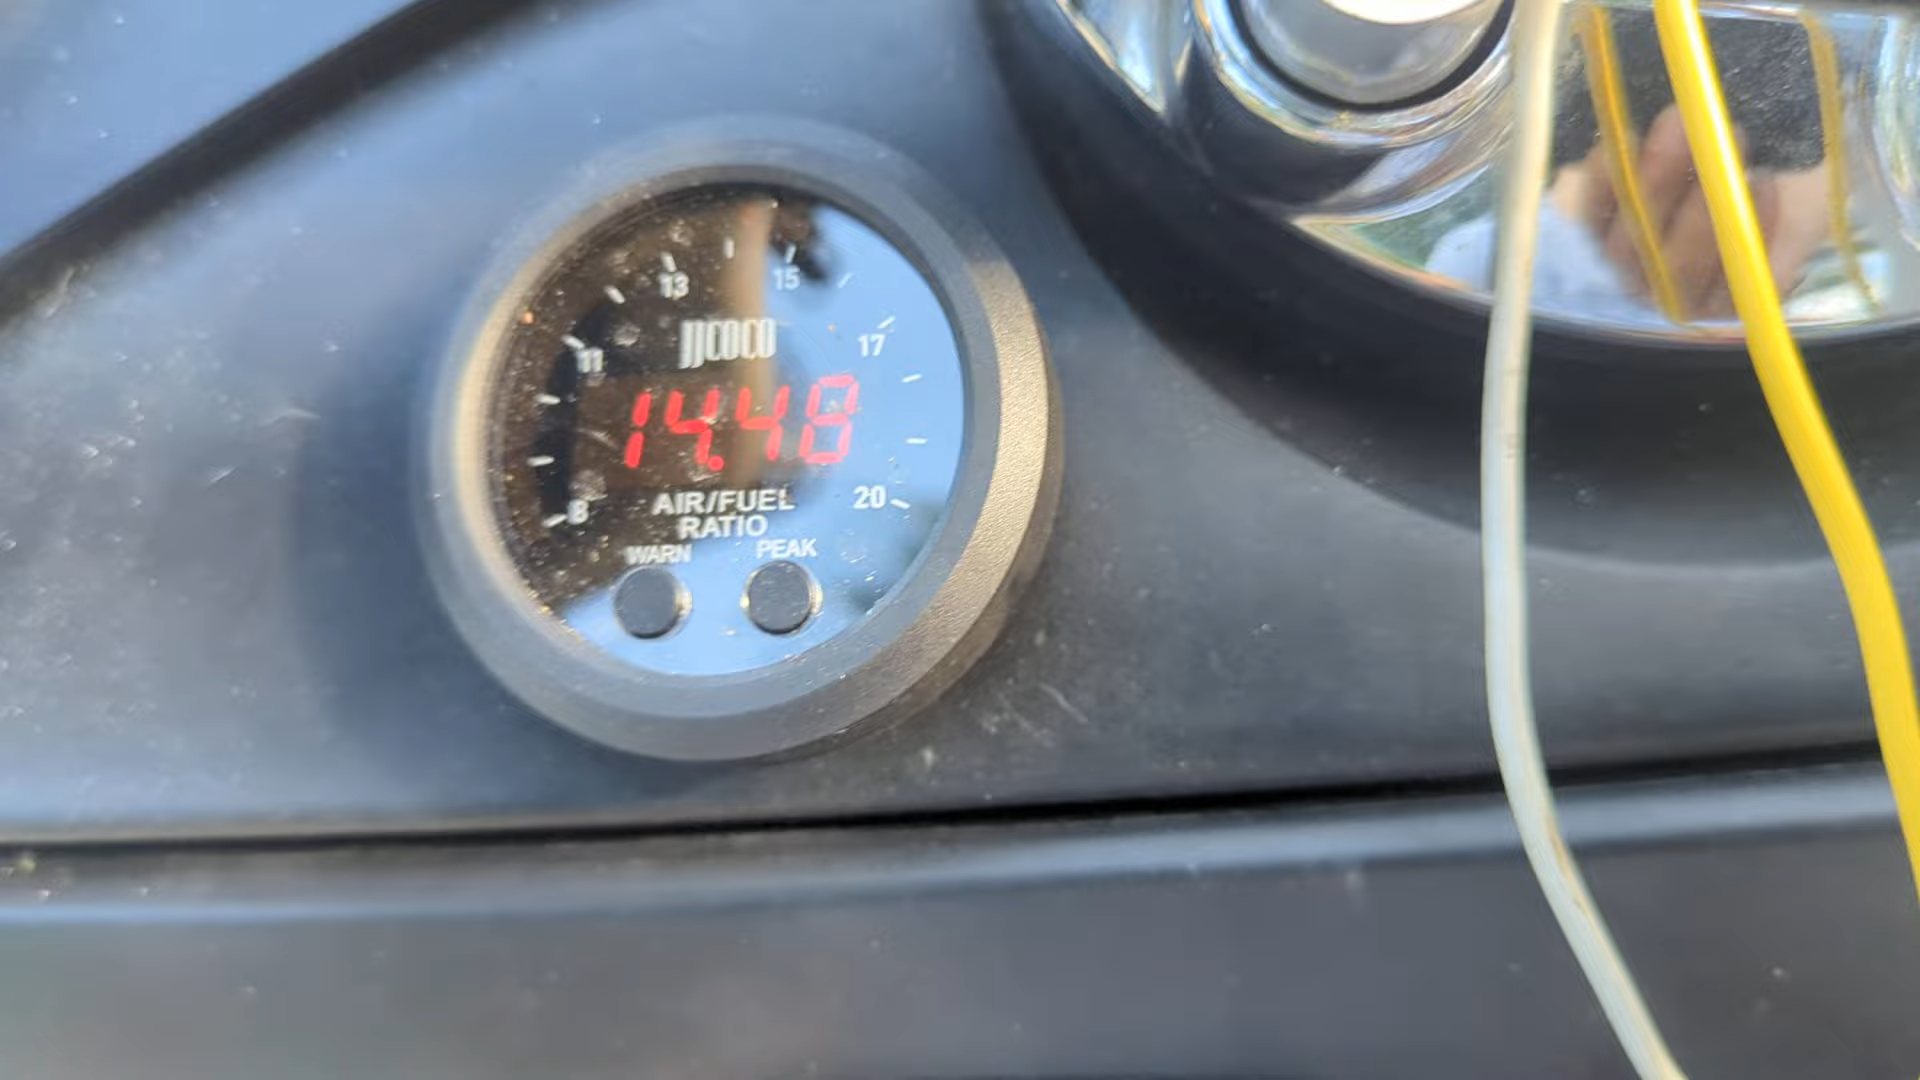 13 15
11 17
JJCOCO
14.48
8 20
AIR/FUEL
RATIO
WARN PEAK